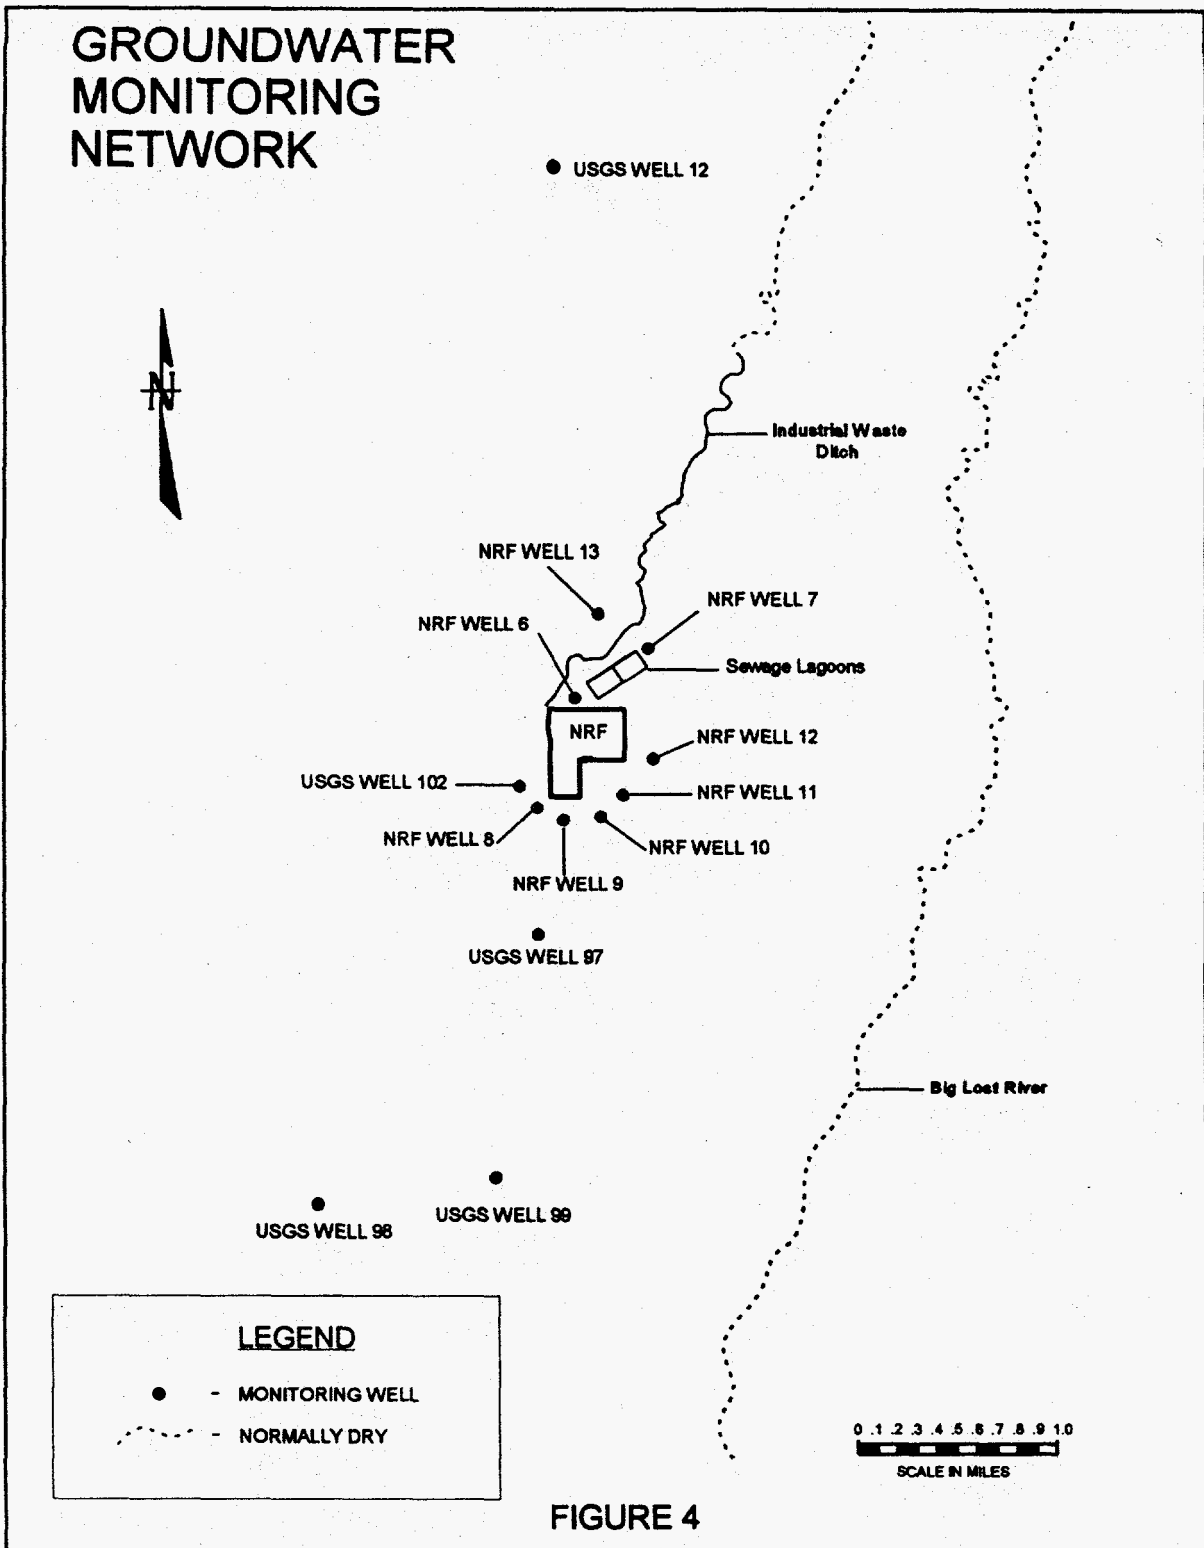 GROUNDWATER
MONITORING
NETWORK
USGS WELL 12
N
Industrial Waste
Ditch
NRF WELL 13
NRF WELL 7
NRF WELL 6
Sewage Lagoons
NRF
NRF WELL 12
USGS WELL 102
NRF WELL 11
NRF WELL 8
NRF WELL 10
NRF WELL 9
USGS WELL 97
Big Lost River
USGS WELL 99
USGS WELL 98
LEGEND
- MONITORING WELL
- NORMALLY DRY
0 .1 .2 .3 .4 .5 .6 .7 .8 .9 1.0
SCALE IN MILES
FIGURE 4